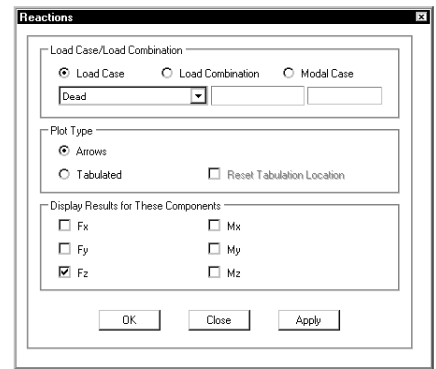 Reactions
Load Case/Load Combination
Load Case Load Combination Modal Case
Dead
Plot Type
Arrows
Tabulated Reset Tabulation Location
Display Results for These Components
Fx Mx
Fy My
Fz Mz
OK Close Apply